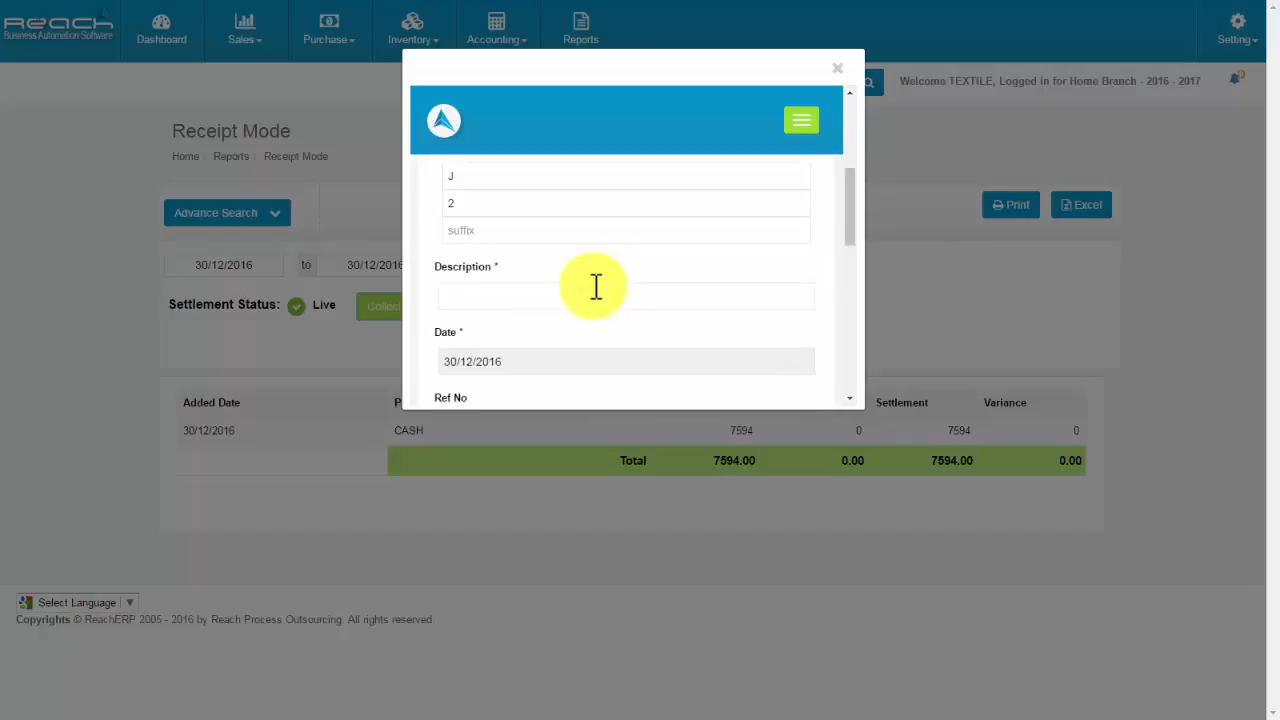 Reach
Business Automation Software
Dashboard
Sales
Purchase
Inventory
Accounting
Reports
Setting
Welcome TEXTILE, Logged in for Home Branch - 2016 - 2017
Receipt Mode
Home Reports Receipt Mode
Advance Search
Print
Excel
30/12/2016 to 30/12/2016
Settlement Status: Live Collec
×
J
2
suffix
Description *
Date *
30/12/2016
Ref No
Added Date P Settlement Variance
30/12/2016 CASH 7594 0 7594 0
Total 7594.00 0.00 7594.00 0.00
Select Language ▼
Copyrights © ReachERP 2005 - 2016 by Reach Process Outsourcing. All rights reserved